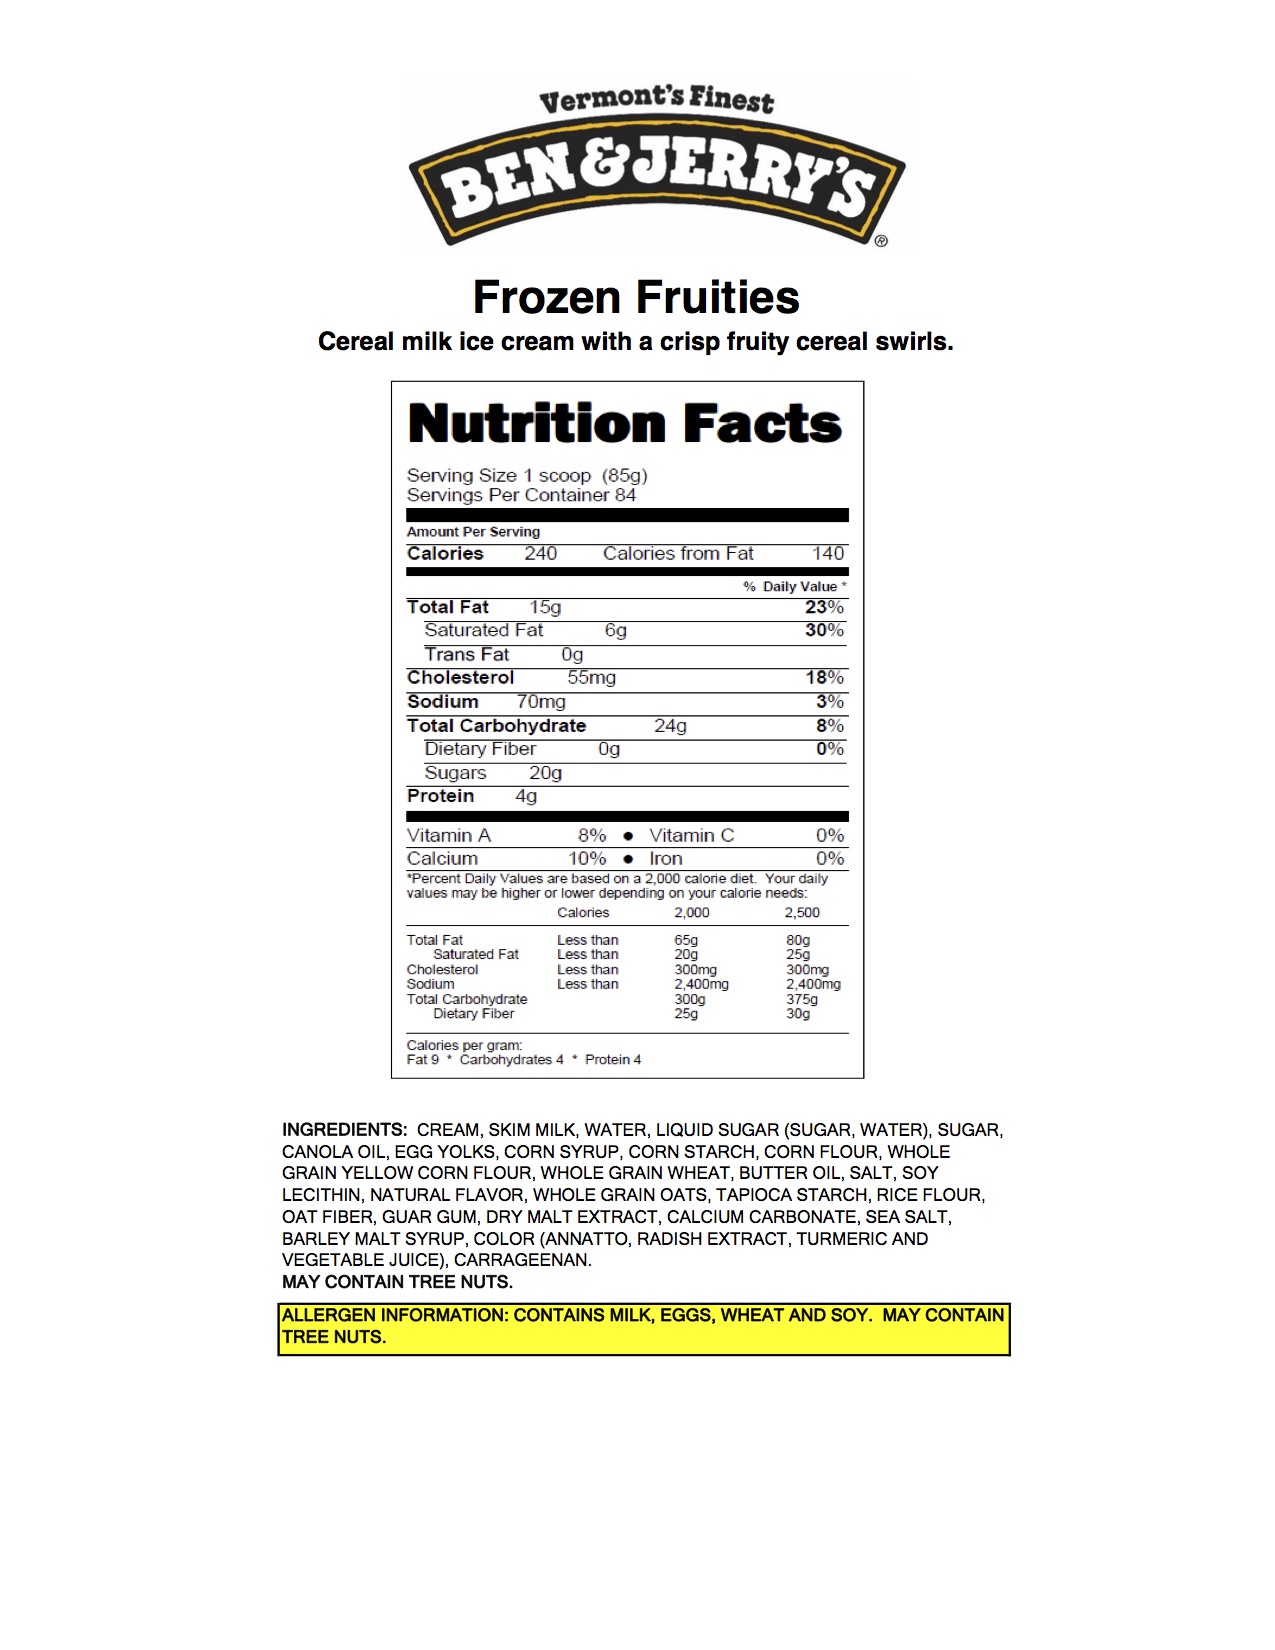 Vermont's Finest
BEN & JERRY'S
®
Frozen Fruities
Cereal milk ice cream with a crisp fruity cereal swirls.
Nutrition Facts
Serving Size 1 scoop (85g)
Servings Per Container 84
Amount Per Serving
Calories 240 Calories from Fat 140
% Daily Value *
Total Fat 15g 23%
Saturated Fat 6g 30%
Trans Fat 0g
Cholesterol 55mg 18%
Sodium 70mg 3%
Total Carbohydrate 24g 8%
Dietary Fiber 0g 0%
Sugars 20g
Protein 4g
Vitamin A 8% ● Vitamin C 0%
Calcium 10% ● Iron 0%
*Percent Daily Values are based on a 2,000 calorie diet. Your daily
values may be higher or lower depending on your calorie needs:
Calories 2,000 2,500
Total Fat Less than 65g 80g
Saturated Fat Less than 20g 25g
Cholesterol Less than 300mg 300mg
Sodium Less than 2,400mg 2,400mg
Total Carbohydrate 300g 375g
Dietary Fiber 25g 30g
Calories per gram:
Fat 9 * Carbohydrates 4 * Protein 4
INGREDIENTS: CREAM, SKIM MILK, WATER, LIQUID SUGAR (SUGAR, WATER), SUGAR,
CANOLA OIL, EGG YOLKS, CORN SYRUP, CORN STARCH, CORN FLOUR, WHOLE
GRAIN YELLOW CORN FLOUR, WHOLE GRAIN WHEAT, BUTTER OIL, SALT, SOY
LECITHIN, NATURAL FLAVOR, WHOLE GRAIN OATS, TAPIOCA STARCH, RICE FLOUR,
OAT FIBER, GUAR GUM, DRY MALT EXTRACT, CALCIUM CARBONATE, SEA SALT,
BARLEY MALT SYRUP, COLOR (ANNATTO, RADISH EXTRACT, TURMERIC AND
VEGETABLE JUICE), CARRAGEENAN.
MAY CONTAIN TREE NUTS.
ALLERGEN INFORMATION: CONTAINS MILK, EGGS, WHEAT AND SOY. MAY CONTAIN
TREE NUTS.